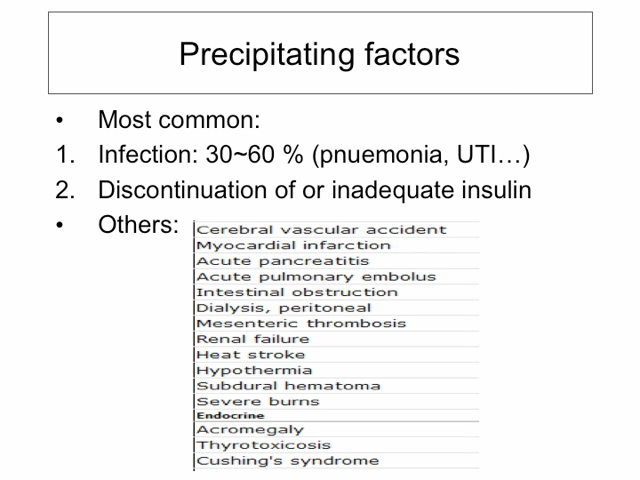 Precipitating factors
• Most common:
1. Infection: 30~60 % (pnuemonia, UTI…)
2. Discontinuation of or inadequate insulin
• Others:
Cerebral vascular accident
Myocardial infarction
Acute pancreatitis
Acute pulmonary embolus
Intestinal obstruction
Dialysis, peritoneal
Mesenteric thrombosis
Renal failure
Heat stroke
Hypothermia
Subdural hematoma
Severe burns
Endocrine
Acromegaly
Thyrotoxicosis
Cushing's syndrome